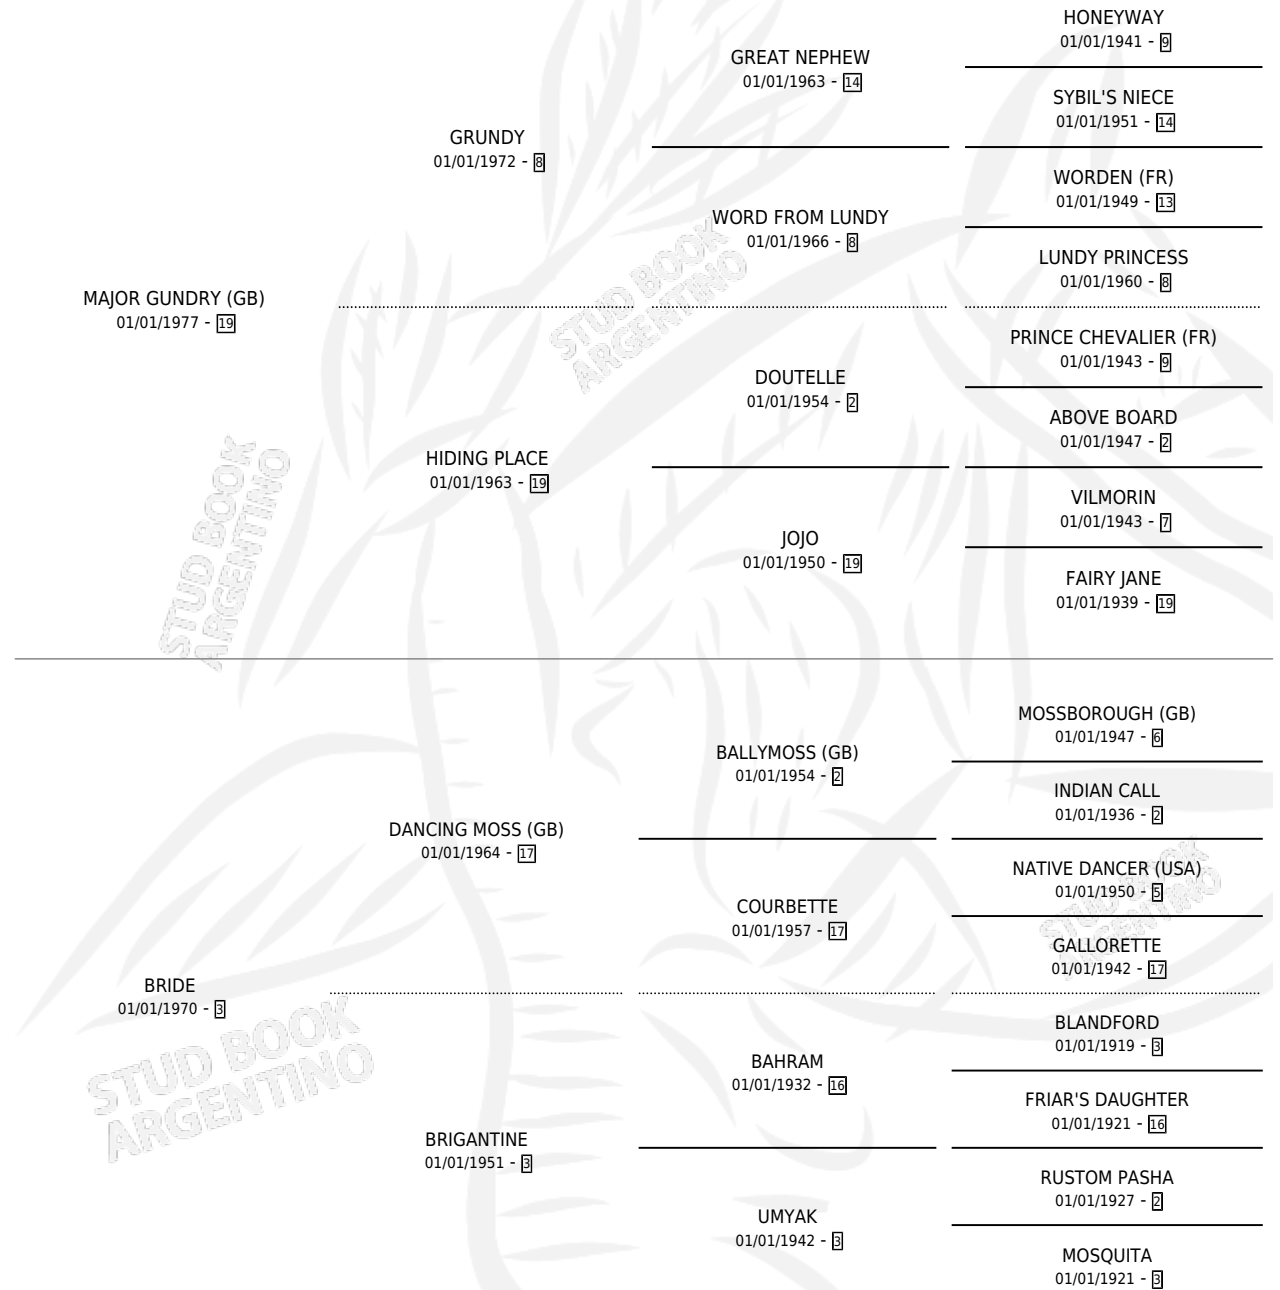 HONEYWAY
01/01/1941 - 9
GREAT NEPHEW
01/01/1963 - 14
SYBIL'S NIECE
01/01/1951 - 14
GRUNDY
01/01/1972 - 8
WORDEN (FR)
01/01/1949 - 13
WORD FROM LUNDY
01/01/1966 - 8
LUNDY PRINCESS
01/01/1960 - 8
MAJOR GUNDRY (GB)
01/01/1977 - 19
PRINCE CHEVALIER (FR)
01/01/1943 - 9
DOUTELLE
01/01/1954 - 2
ABOVE BOARD
01/01/1947 - 2
HIDING PLACE
01/01/1963 - 19
VILMORIN
01/01/1943 - 7
JOJO
01/01/1950 - 19
FAIRY JANE
01/01/1939 - 19
MOSSBOROUGH (GB)
01/01/1947 - 6
BALLYMOSS (GB)
01/01/1954 - 2
INDIAN CALL
01/01/1936 - 2
DANCING MOSS (GB)
01/01/1964 - 17
NATIVE DANCER (USA)
01/01/1950 - 5
COURBETTE
01/01/1957 - 17
GALLORETTE
01/01/1942 - 17
BRIDE
01/01/1970 - 3
BLANDFORD
01/01/1919 - 3
BAHRAM
01/01/1932 - 16
FRIAR'S DAUGHTER
01/01/1921 - 16
BRIGANTINE
01/01/1951 - 3
RUSTOM PASHA
01/01/1927 - 2
UMYAK
01/01/1942 - 3
MOSQUITA
01/01/1921 - 3
STUD BOOK
ARGENTINO
STUD BOOK
ARGENTINO
STUD BOOK
ARGENTINO
STUD BOOK
ARGENTINO